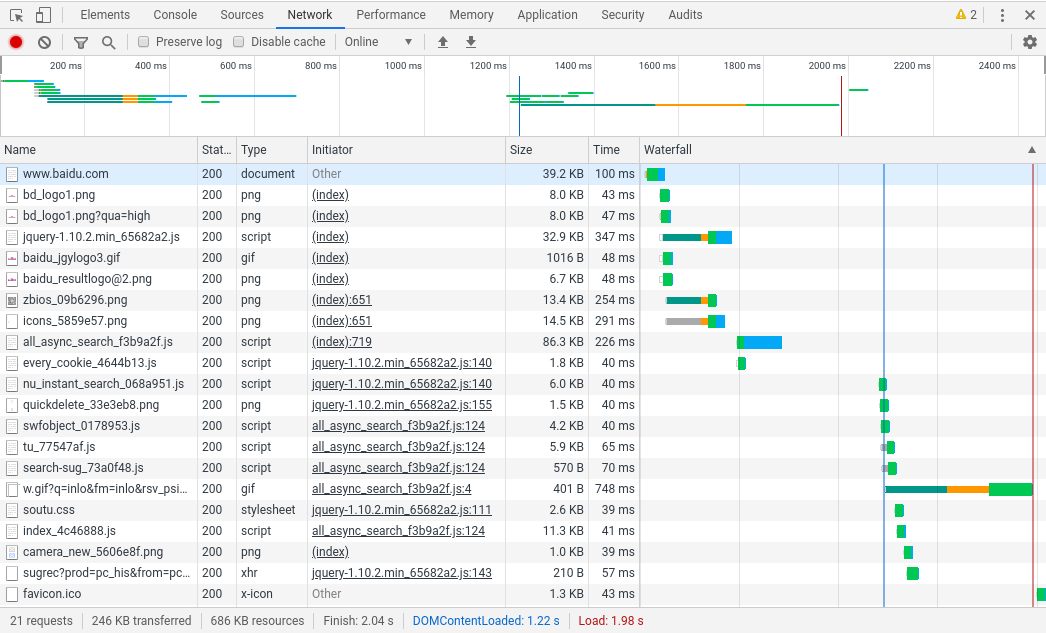 Elements Console Sources Network Performance Memory Application Security Audits 2
Preserve log Disable cache Online
200 ms 400 ms 600 ms 800 ms 1000 ms 1200 ms 1400 ms 1600 ms 1800 ms 2000 ms 2200 ms 2400 ms
Name Stat... Type Initiator Size Time Waterfall
www.baidu.com 200 document Other 39.2 KB 100 ms
bd_logo1.png 200 png (index) 8.0 KB 43 ms
bd_logo1.png?qua=high 200 png (index) 8.0 KB 47 ms
jquery-1.10.2.min_65682a2.js 200 script (index) 32.9 KB 347 ms
baidu_jgylogo3.gif 200 gif (index) 1016 B 48 ms
baidu_resultlogo@2.png 200 png (index) 6.7 KB 48 ms
zbios_09b6296.png 200 png (index):651 13.4 KB 254 ms
icons_5859e57.png 200 png (index):651 14.5 KB 291 ms
all_async_search_f3b9a2f.js 200 script (index):719 86.3 KB 226 ms
every_cookie_4644b13.js 200 script jquery-1.10.2.min_65682a2.js:140 1.8 KB 40 ms
nu_instant_search_068a951.js 200 script jquery-1.10.2.min_65682a2.js:140 6.0 KB 40 ms
quickdelete_33e3eb8.png 200 png jquery-1.10.2.min_65682a2.js:155 1.5 KB 40 ms
swfobject_0178953.js 200 script all_async_search_f3b9a2f.js:124 4.2 KB 40 ms
tu_77547af.js 200 script all_async_search_f3b9a2f.js:124 5.9 KB 65 ms
search-sug_73a0f48.js 200 script all_async_search_f3b9a2f.js:124 570 B 70 ms
w.gif?q=inlo&fm=inlo&rsv_psi... 200 gif all_async_search_f3b9a2f.js:4 401 B 748 ms
soutu.css 200 stylesheet jquery-1.10.2.min_65682a2.js:111 2.6 KB 39 ms
index_4c46888.js 200 script all_async_search_f3b9a2f.js:124 11.3 KB 41 ms
camera_new_5606e8f.png 200 png (index) 1.0 KB 39 ms
sugrec?prod=pc_his&from=pc... 200 xhr jquery-1.10.2.min_65682a2.js:143 210 B 57 ms
favicon.ico 200 x-icon Other 1.3 KB 43 ms
21 requests 246 KB transferred 686 KB resources Finish: 2.04 s DOMContentLoaded: 1.22 s Load: 1.98 s